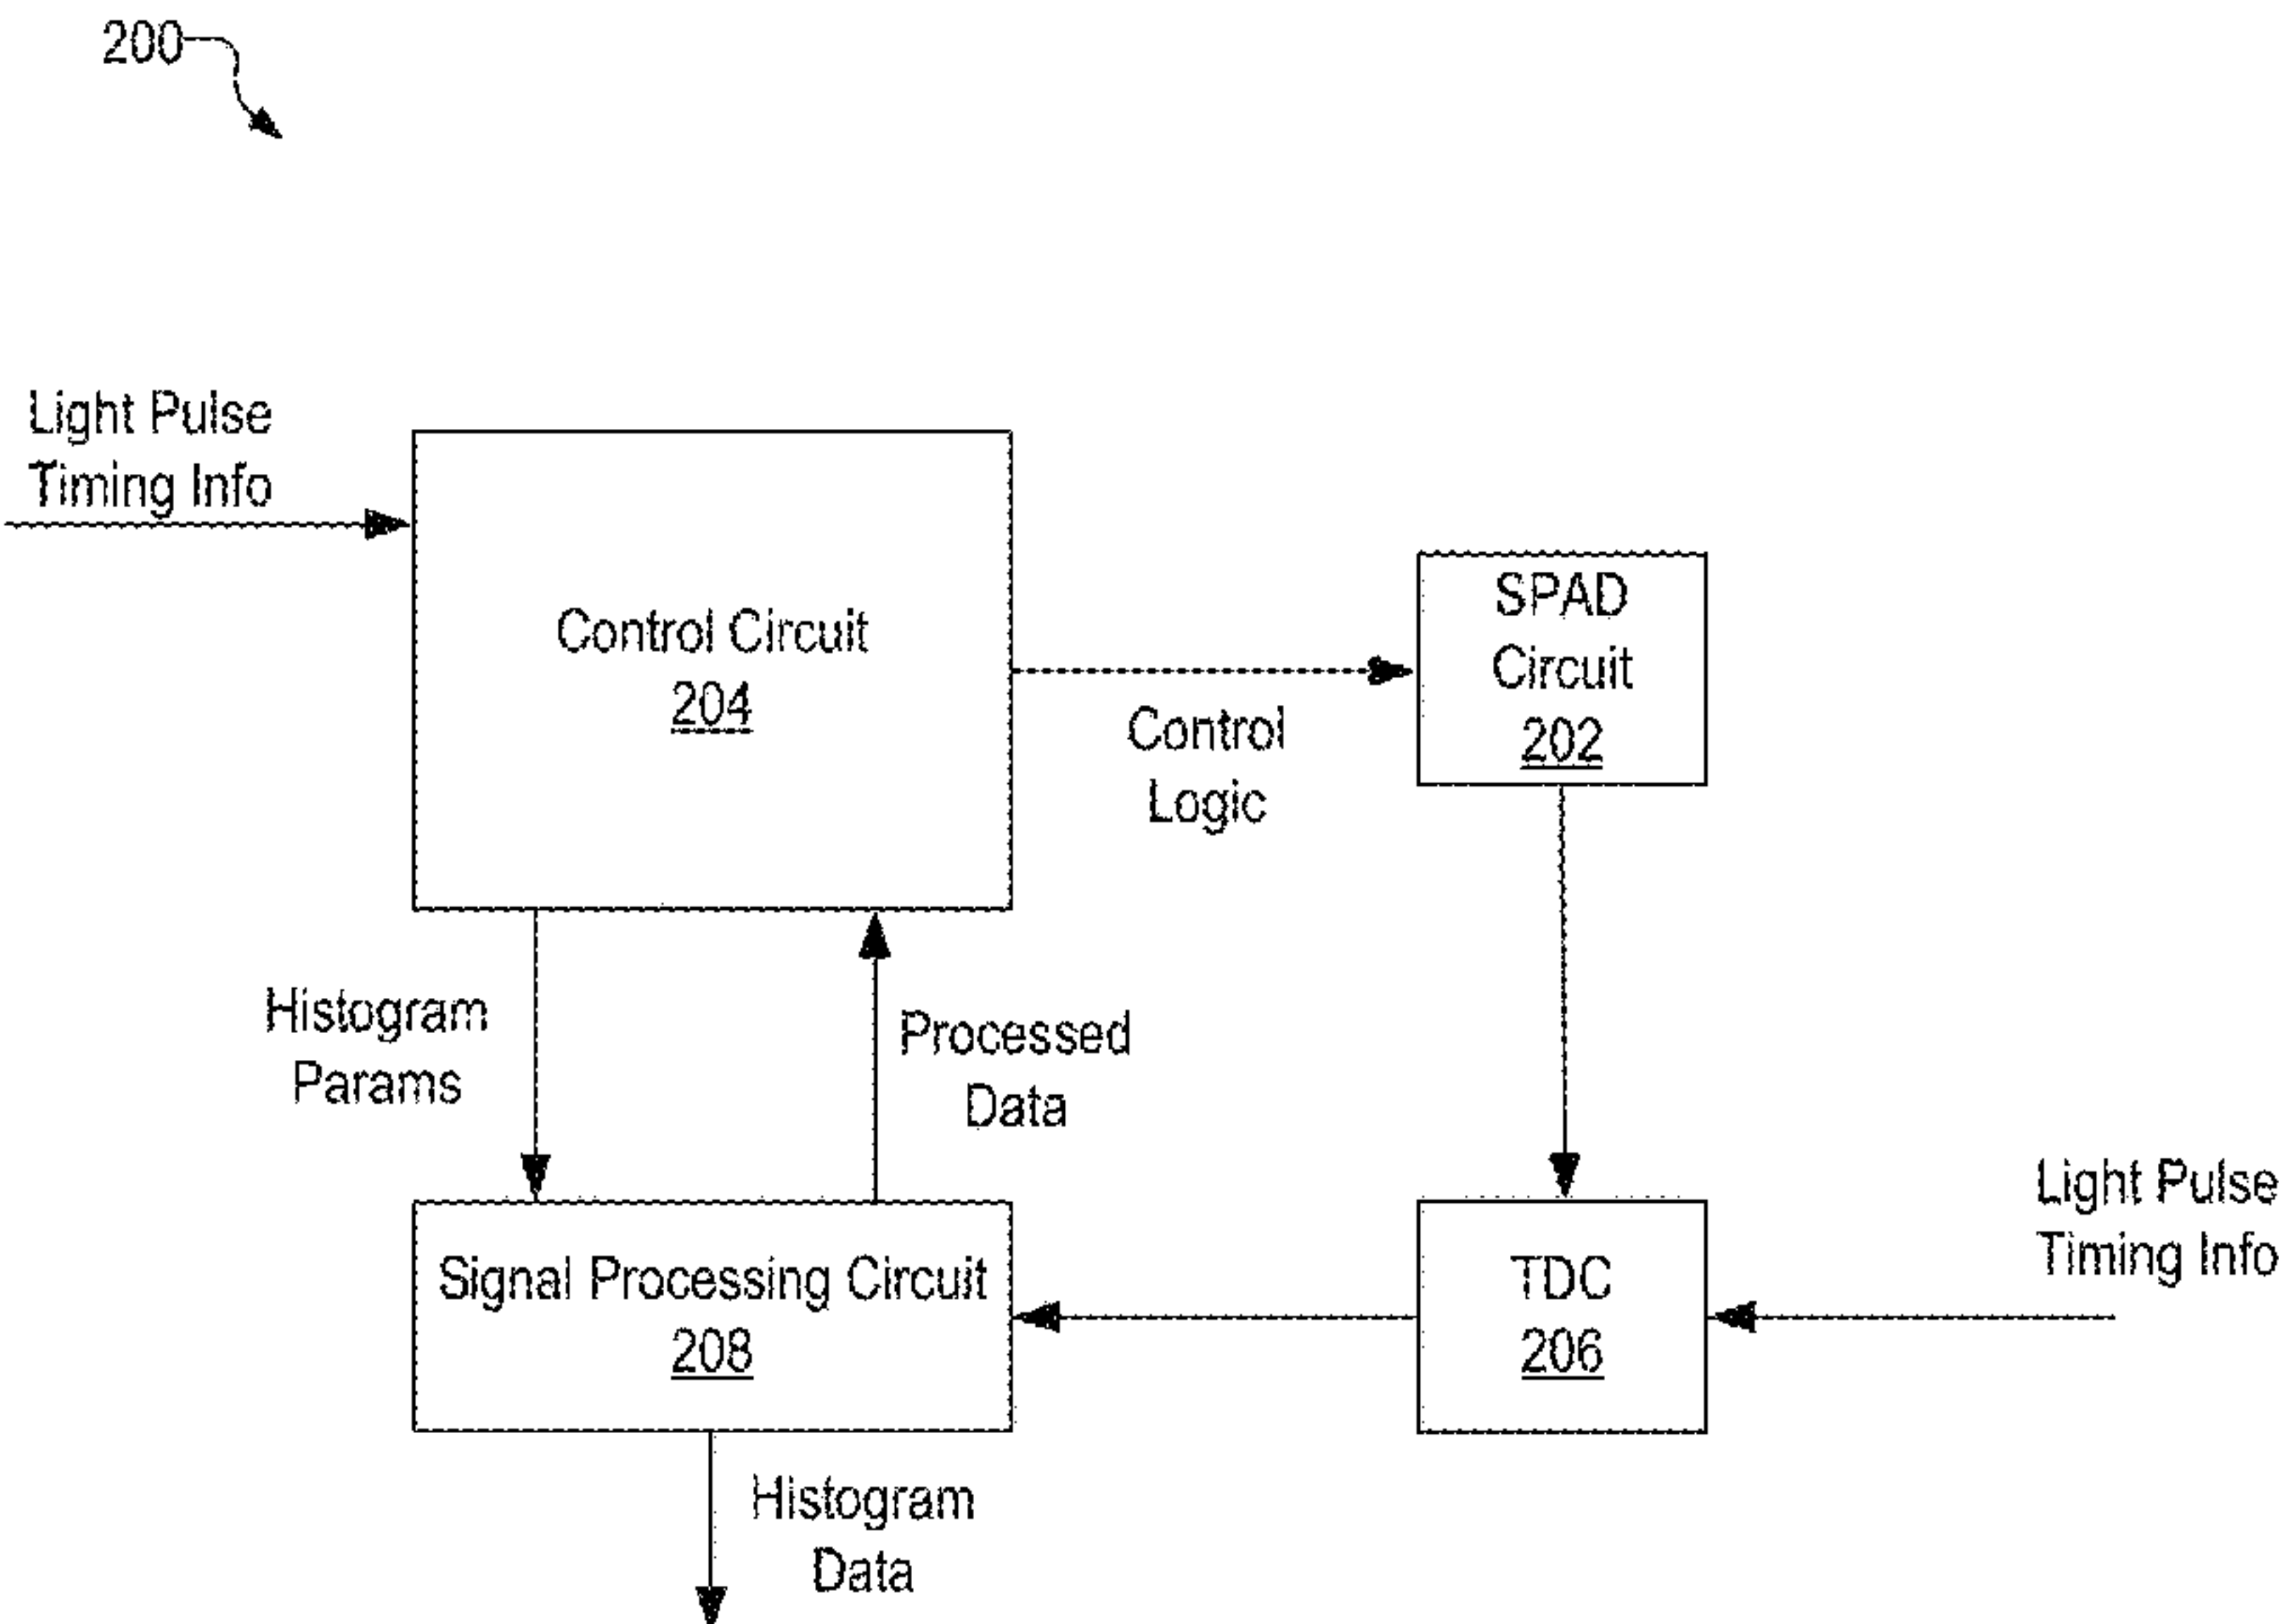 200
Light Pulse
Timing Info
Control Circuit
204
Control
Logic
SPAD
Circuit
202
Histogram
Params
Processed
Data
Signal Processing Circuit
208
TDC
206
Light Pulse
Timing Info
Histogram
Data